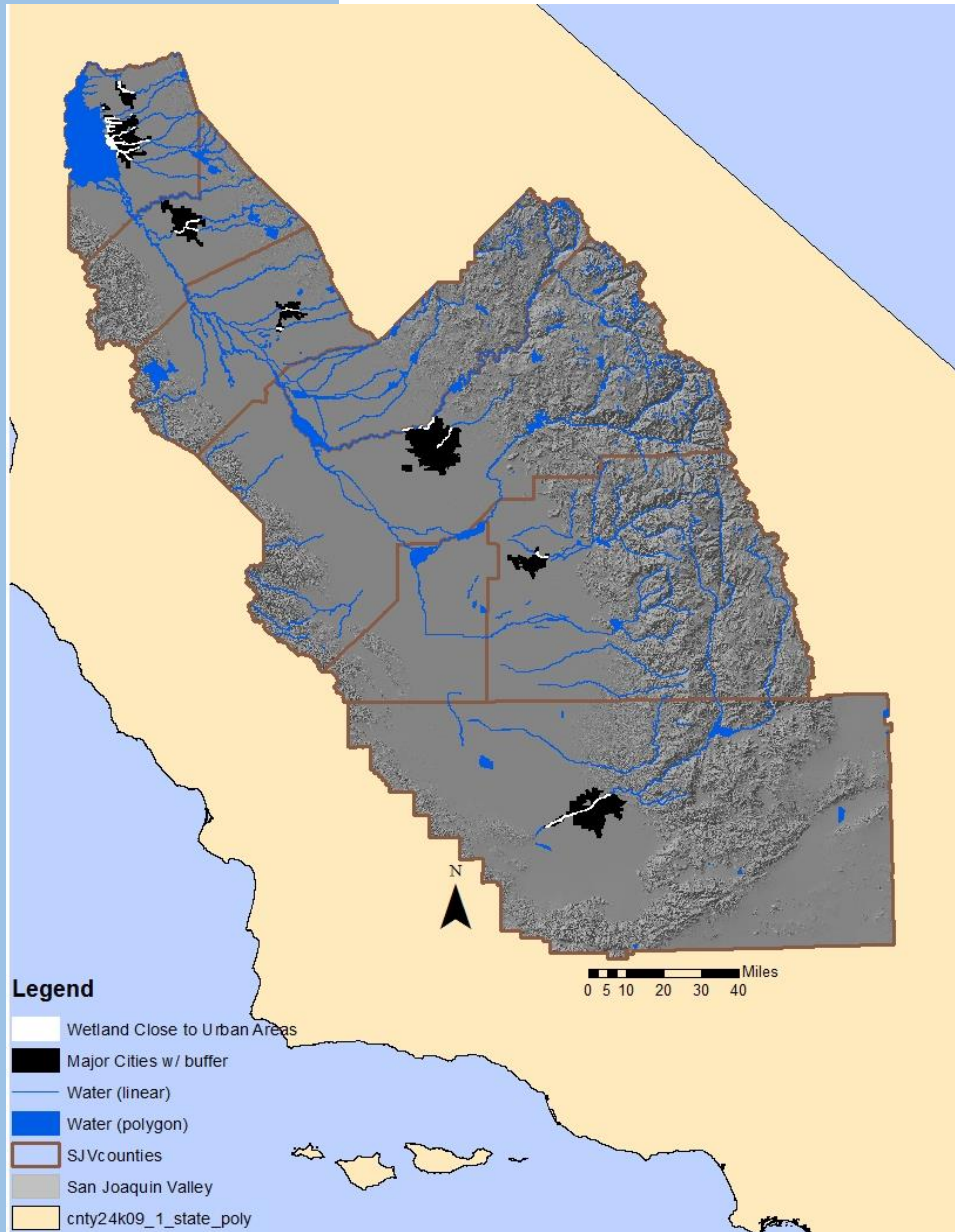 N
Miles
0 5 10 20 30 40
Legend
Wetland Close to Urban Areas
Major Cities w/ buffer
Water (linear)
Water (polygon)
SJVcounties
San Joaquin Valley
cnty24k09_1_state_poly